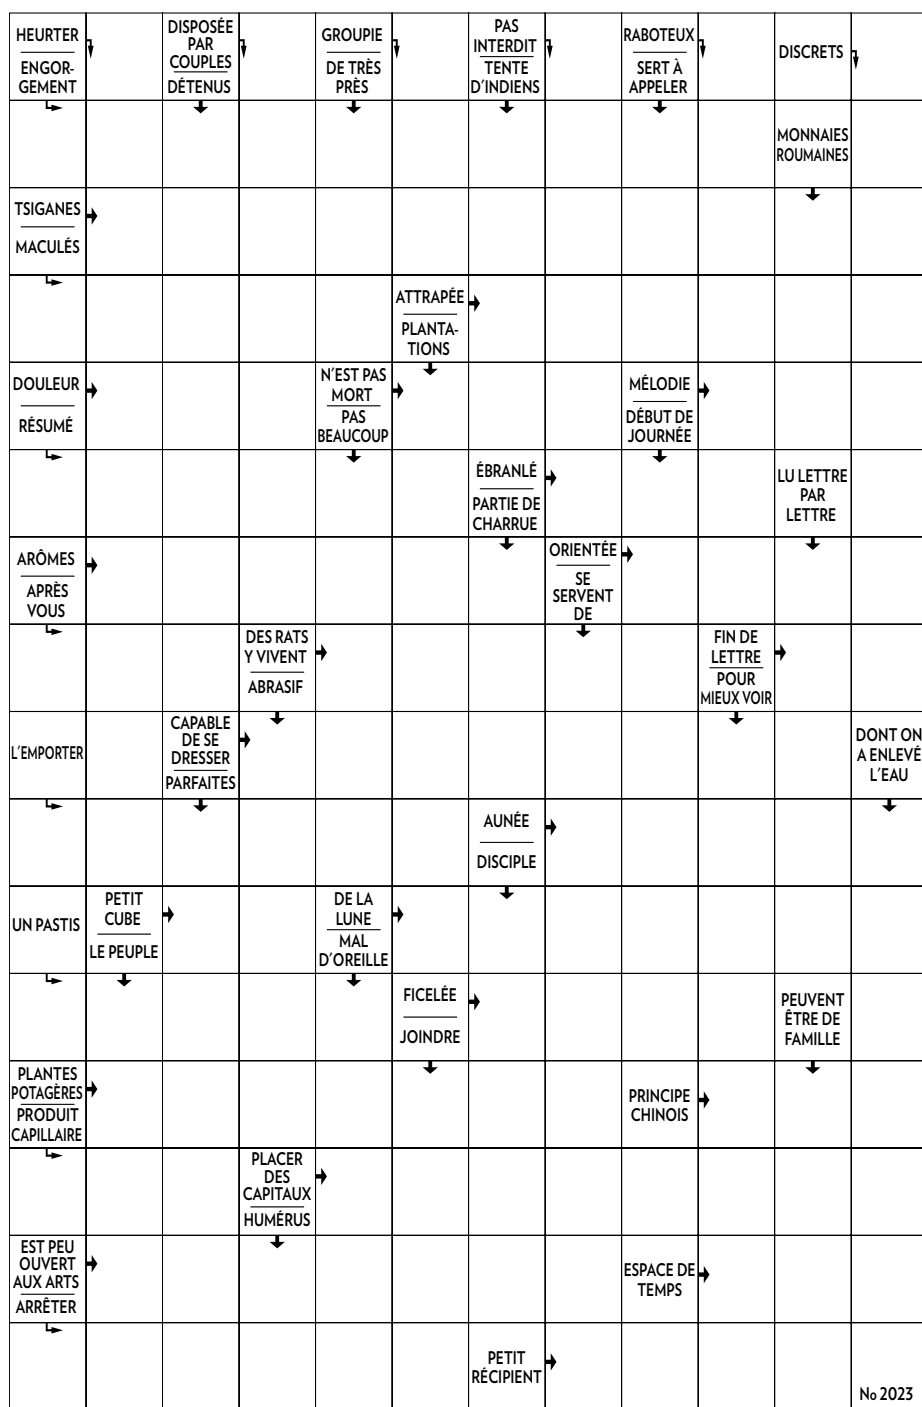 HEURTER
ENGOR-
GEMENT
DISPOSÉE
PAR
COUPLES
DÉTENUS
GROUPIE
DE TRÈS
PRÈS
PAS
INTERDIT
TENTE
D'INDIENS
RABOTEUX
SERT À
APPELER
DISCRETS
MONNAIES
ROUMAINES
TSIGANES
MACULÉS
ATTRAPÉE
PLANTA-
TIONS
DOULEUR
RÉSUMÉ
N'EST PAS
MORT
PAS
BEAUCOUP
MÉLODIE
DÉBUT DE
JOURNÉE
ÉBRANLÉ
PARTIE DE
CHARRUE
LU LETTRE
PAR
LETTRE
ARÔMES
APRÈS
VOUS
ORIENTÉE
SE
SERVENT
DE
DES RATS
Y VIVENT
ABRASIF
FIN DE
LETTRE
POUR
MIEUX VOIR
L'EMPORTER
CAPABLE
DE SE
DRESSER
PARFAITES
DONT ON
A ENLEVÉ
L'EAU
AUNÉE
DISCIPLE
UN PASTIS
PETIT
CUBE
LE PEUPLE
DE LA
LUNE
MAL
D'OREILLE
FICELÉE
JOINDRE
PEUVENT
ÊTRE DE
FAMILLE
PLANTES
POTAGÈRES
PRODUIT
CAPILLAIRE
PRINCIPE
CHINOIS
PLACER
DES
CAPITAUX
HUMÉRUS
EST PEU
OUVERT
AUX ARTS
ARRÊTER
ESPACE DE
TEMPS
PETIT
RÉCIPIENT
No 2023